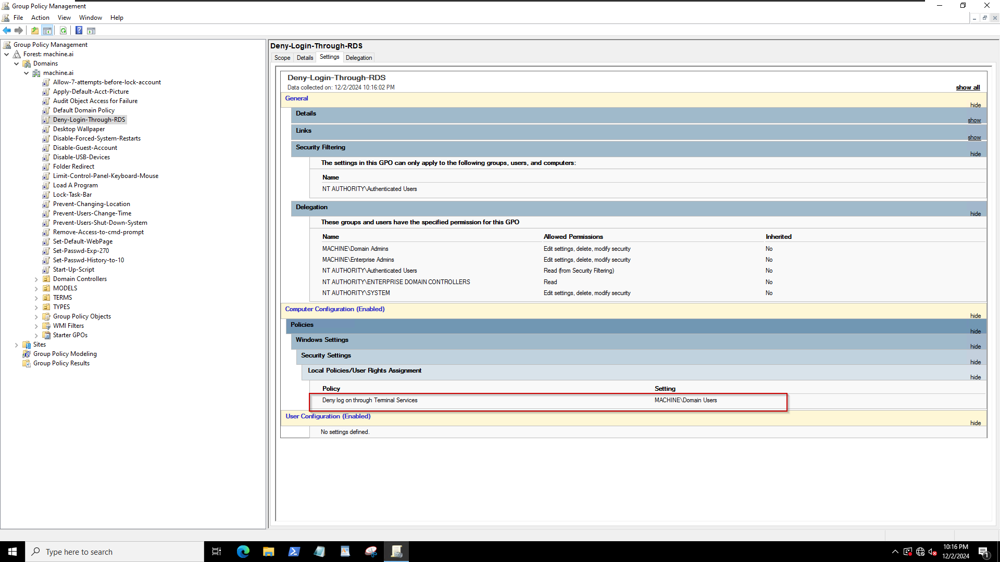 Group Policy Management
File Action View Window Help
Group Policy Management
Forest: machine.ai
Domains
machine.ai
Allow-7-attempts-before-lock-account
Apply-Default-Acct-Picture
Audit Object Access for Failure
Default Domain Policy
Deny-Login-Through-RDS
Desktop Wallpaper
Disable-Forced-System-Restarts
Disable-Guest-Account
Disable-USB-Devices
Folder Redirect
Limit-Control-Panel-Keyboard-Mouse
Load A Program
Lock-Task-Bar
Prevent-Changing-Location
Prevent-Users-Change-Time
Prevent-Users-Shut-Down-System
Remove-Access-to-cmd-prompt
Set-Default-WebPage
Set-Passwd-Exp-270
Set-Passwd-History-to-10
Start-Up-Script
Domain Controllers
MODELS
TERMS
TYPES
Group Policy Objects
WMI Filters
Starter GPOs
Sites
Group Policy Modeling
Group Policy Results
Deny-Login-Through-RDS
Scope Details Settings Delegation
Deny-Login-Through-RDS
Data collected on: 12/2/2024 10:16:02 PM
show all
General
hide
Details
show
Links
show
Security Filtering
hide
The settings in this GPO can only apply to the following groups, users, and computers:
Name
NT AUTHORITY\Authenticated Users
Delegation
hide
These groups and users have the specified permission for this GPO
Name Allowed Permissions Inherited
MACHINE\Domain Admins Edit settings, delete, modify security No
MACHINE\Enterprise Admins Edit settings, delete, modify security No
NT AUTHORITY\Authenticated Users Read (from Security Filtering) No
NT AUTHORITY\ENTERPRISE DOMAIN CONTROLLERS Read No
NT AUTHORITY\SYSTEM Edit settings, delete, modify security No
Computer Configuration (Enabled)
hide
Policies
hide
Windows Settings
hide
Security Settings
hide
Local Policies/User Rights Assignment
hide
Policy Setting
Deny log on through Terminal Services MACHINE\Domain Users
User Configuration (Enabled)
hide
No settings defined.
Type here to search
10:16 PM
12/2/2024
1